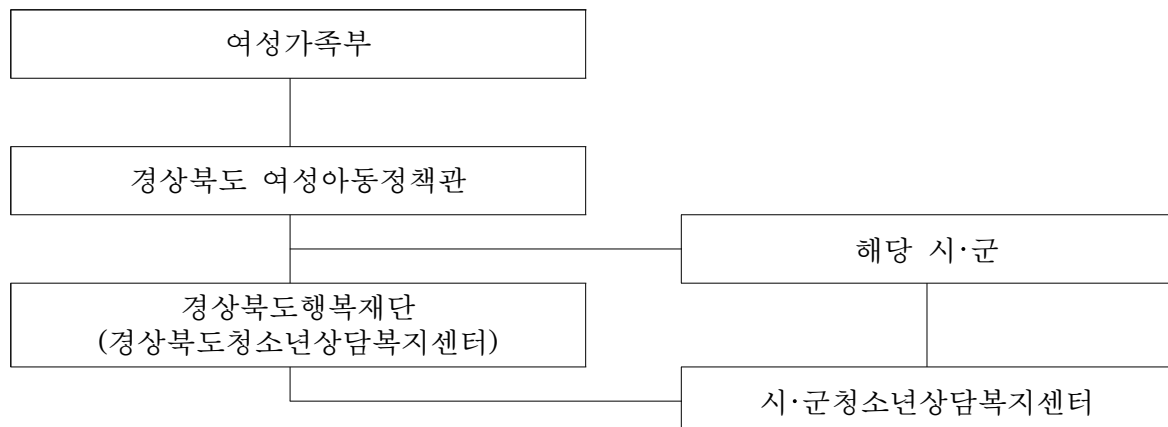 여성가족부
경상북도 여성아동정책관
해당 시·군
경상북도행복재단
(경상북도청소년상담복지센터)
시·군청소년상담복지센터